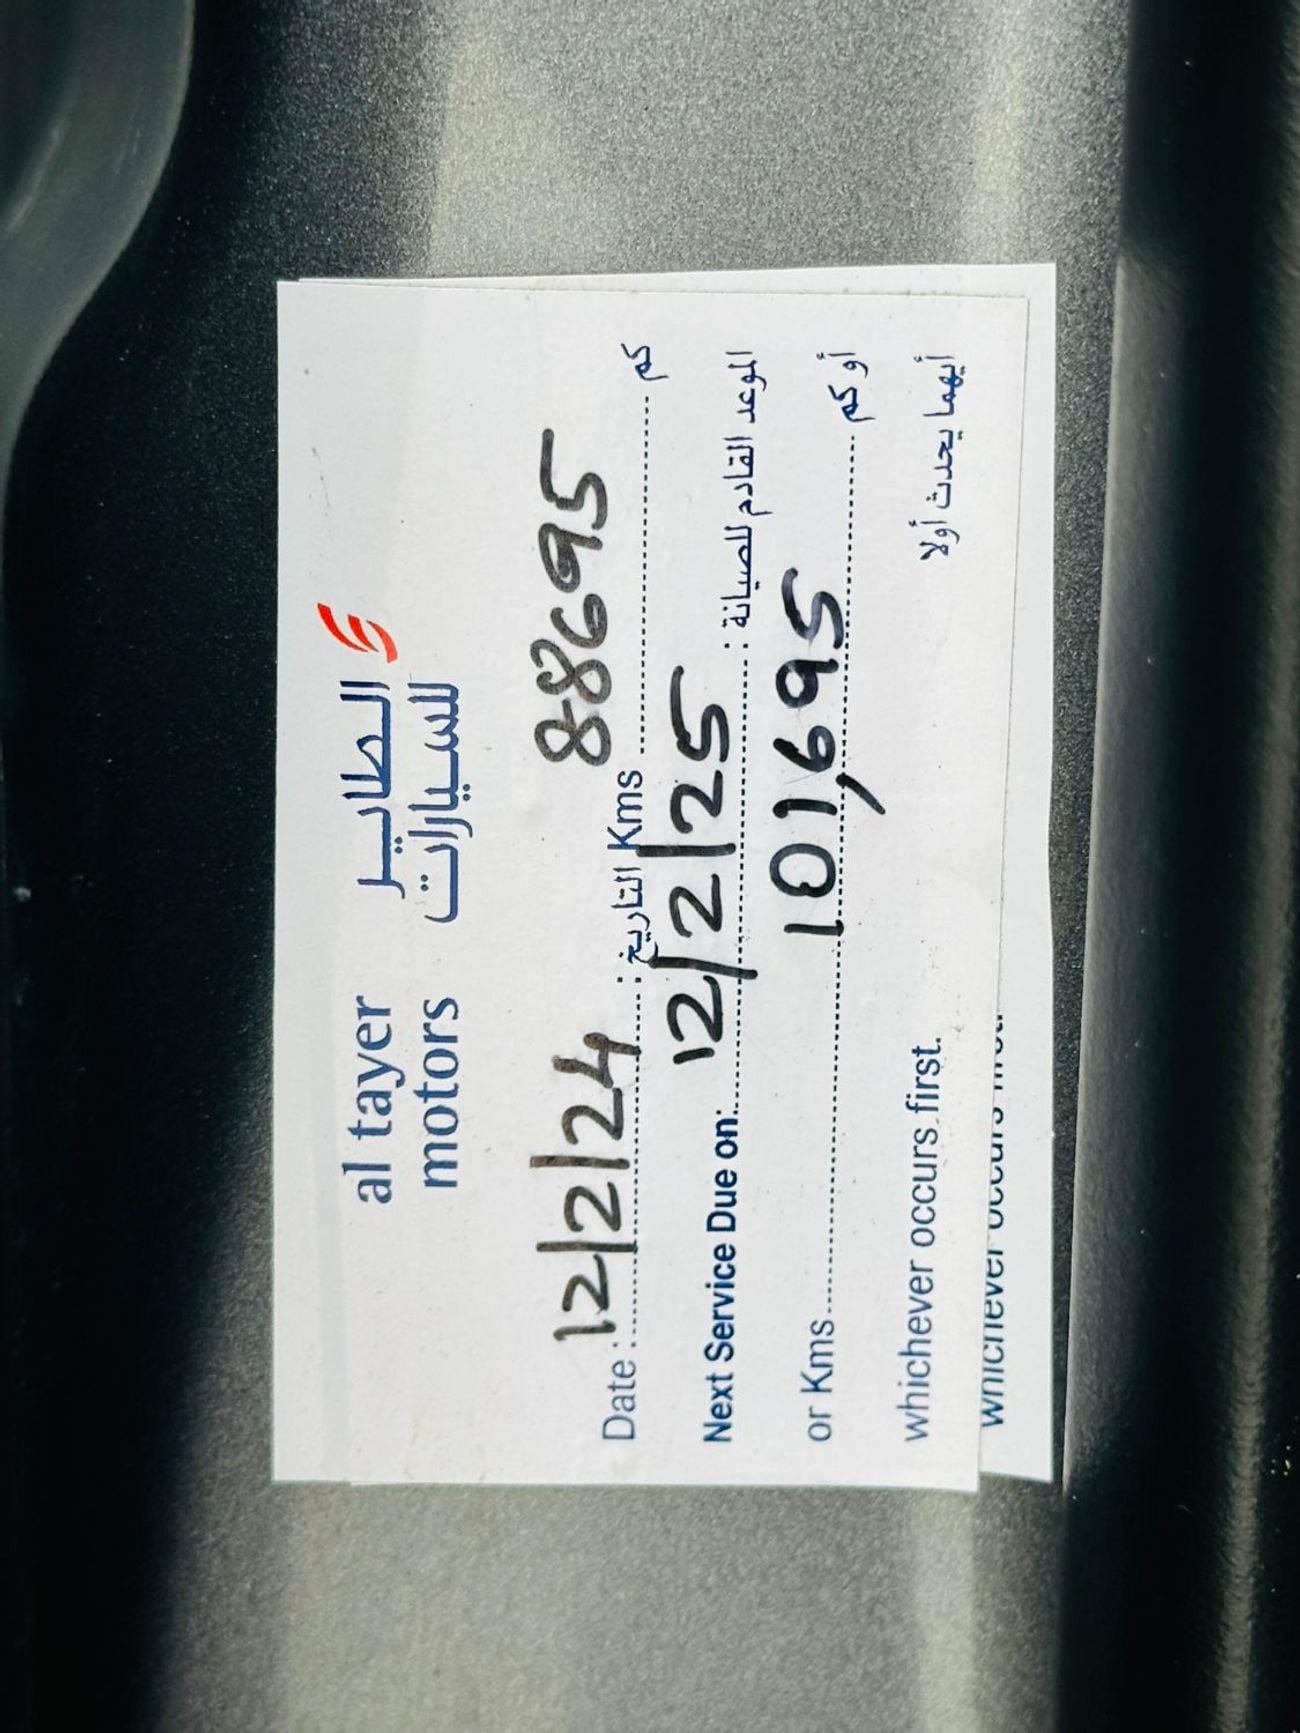 al tayer الطاير
motors للسيارات
Date: 12/2/24 التاريخ: Kms 88695 كم
Next Service Due on: 12/2/25 الموعد القادم للصيانة:
or Kms 101,695 أو كم
whichever occurs first. أيهما يحدث أولا
whichever occurs first.